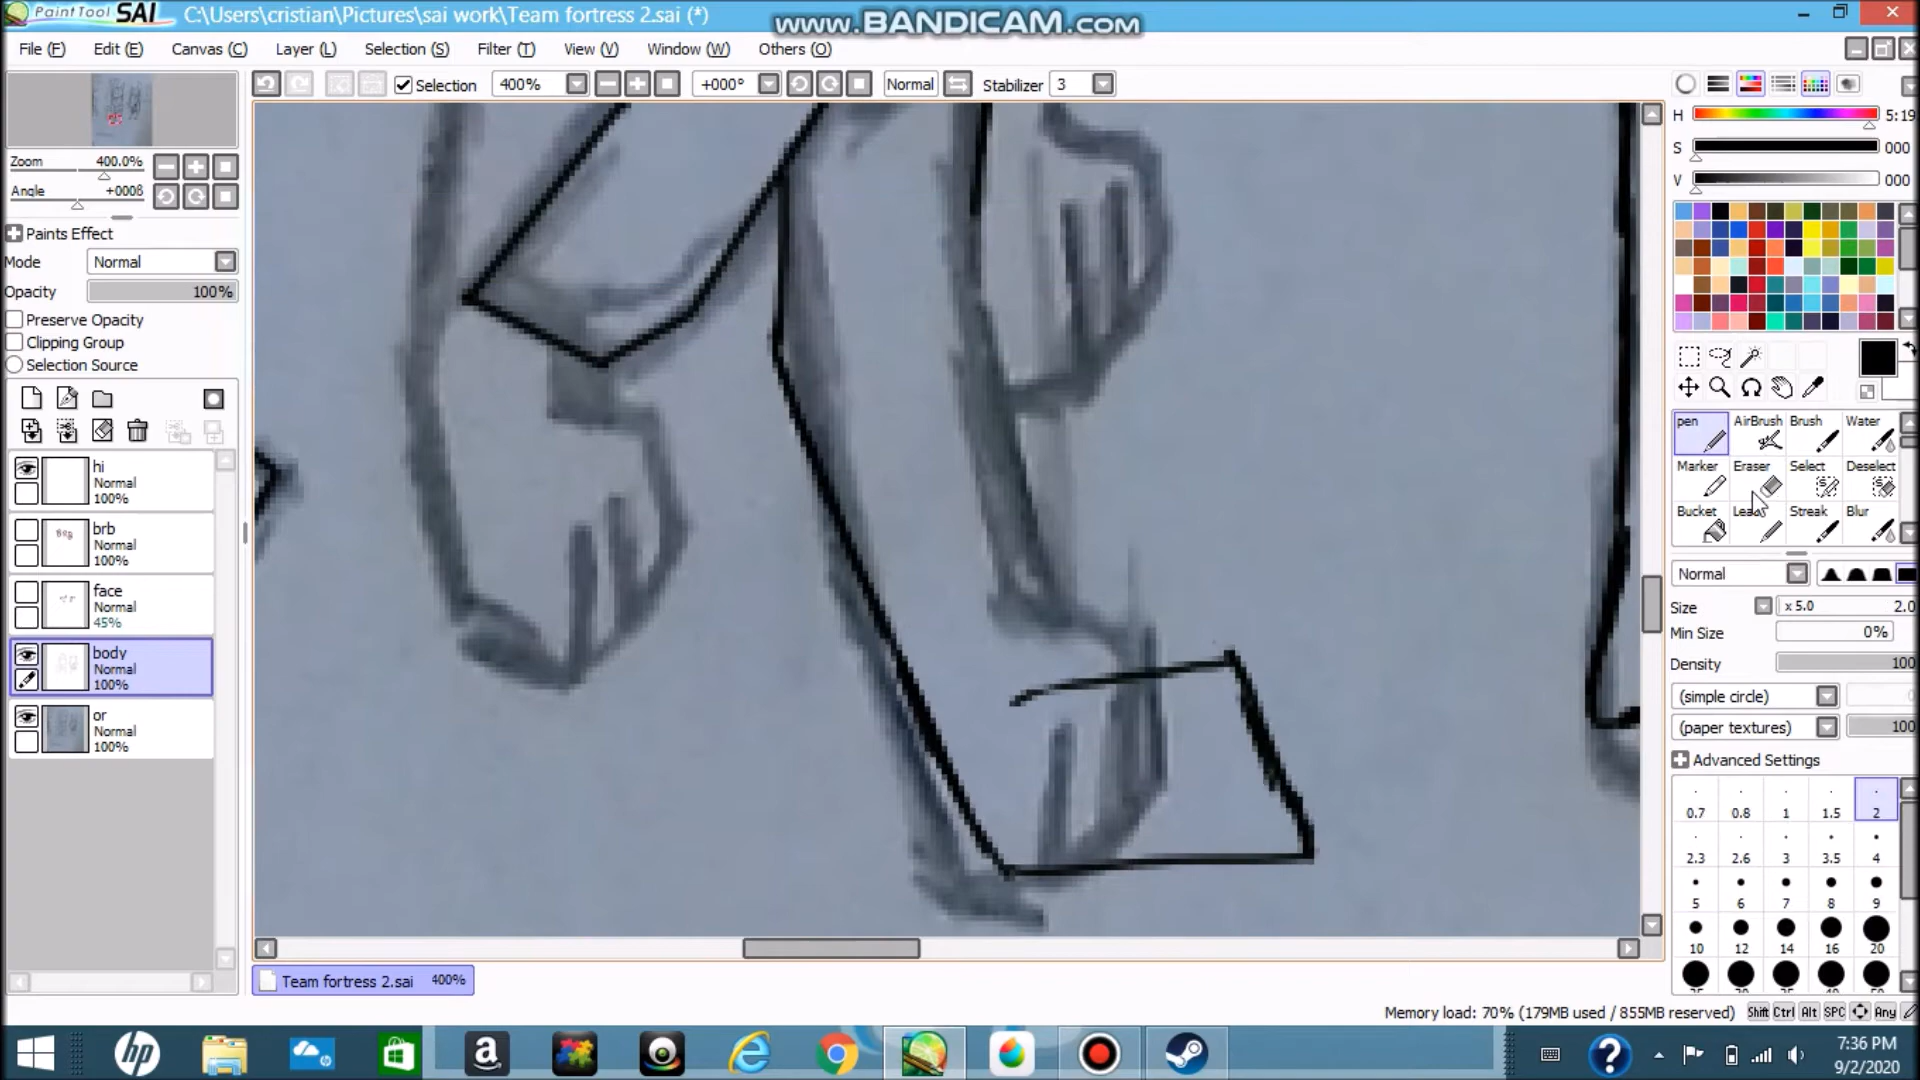 PaintTool SAI C:\Users\cristian\Pictures\sai work\Team fortress 2.sai (*)
www.BANDICAM.com
File (F) Edit (E) Canvas (C) Layer (L) Selection (S) Filter (T) View (V) Window (W) Others (O)
Selection 400% +000° Normal Stabilizer 3
Zoom 400.0%
Angle +000ß
Paints Effect
Mode Normal
Opacity 100%
Preserve Opacity
Clipping Group
Selection Source
hi
Normal
100%
brb
Normal
100%
face
Normal
45%
body
Normal
100%
or
Normal
100%
H 5:19
S 000
V 000
pen AirBrush Brush Water
Marker Eraser Select Deselect
Bucket Streak Blur
Normal
Size x 5.0 2.0
Min Size 0%
Density 100
(simple circle)
(paper textures) 100
Advanced Settings
0.7 0.8 1 1.5 2
2.3 2.6 3 3.5 4
5 6 7 8 9
10 12 14 16 20
Team fortress 2.sai 400%
Memory load: 70% (179MB used / 855MB reserved) Shift Ctrl Alt SPC Any
7:36 PM
9/2/2020